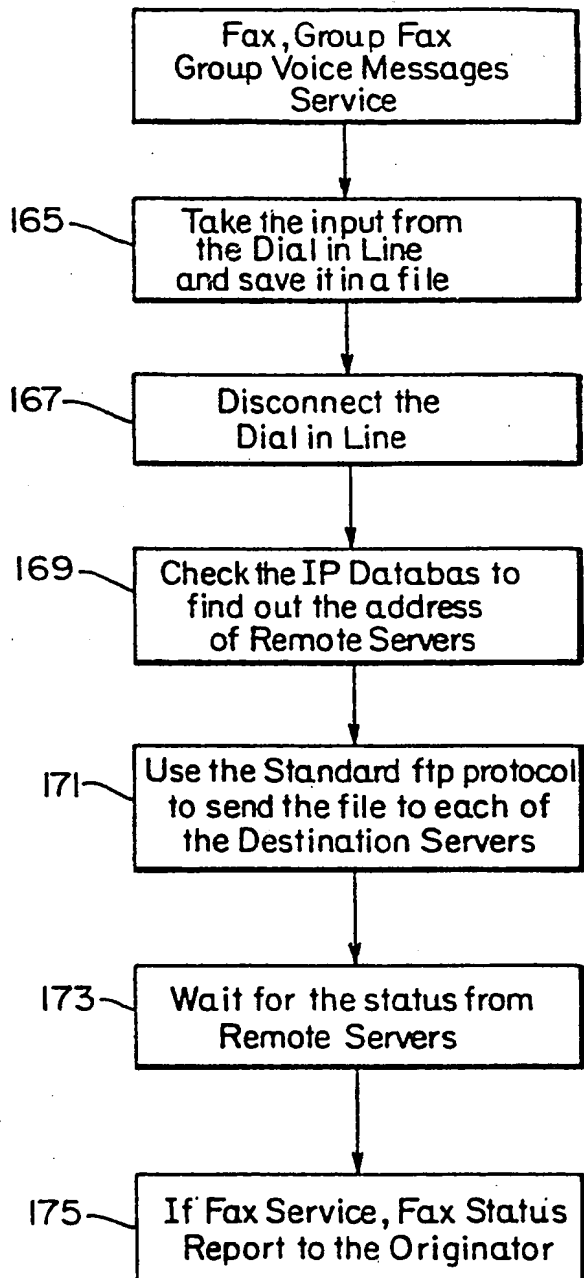 Fax, Group Fax
Group Voice Messages
Service
165
Take the input from
the Dial in Line
and save it in a file
167
Disconnect the
Dial in Line
169
Check the IP Databas to
find out the address
of Remote Servers
171
Use the Standard ftp protocol
to send the file to each of
the Destination Servers
173
Wait for the status from
Remote Servers
175
If Fax Service, Fax Status
Report to the Originator